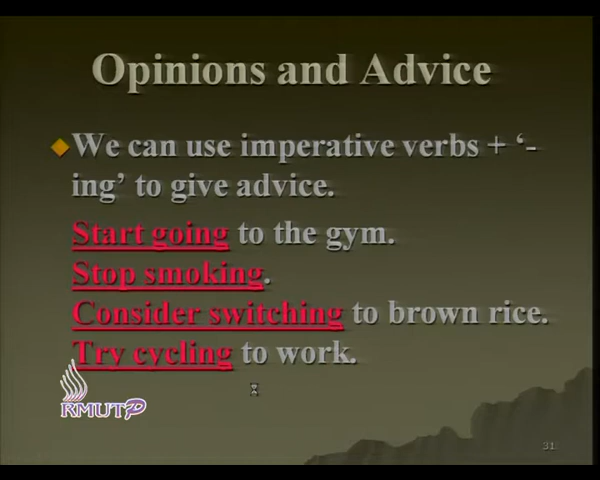 Opinions and Advice
We can use imperative verbs + ‘-
ing’ to give advice.
Start going to the gym.
Stop smoking.
Consider switching to brown rice.
Try cycling to work.
RMUTP
31